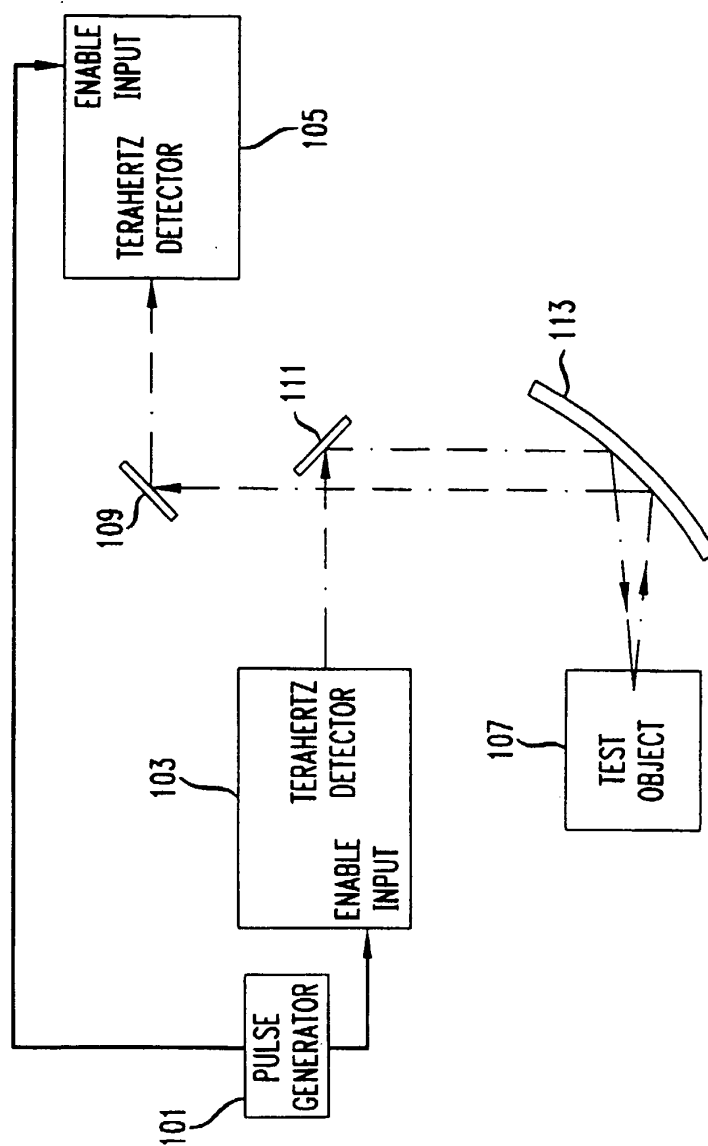 101
PULSE
GENERATOR
103
TERAHERTZ
DETECTOR
ENABLE
INPUT
105
TERAHERTZ
DETECTOR
ENABLE
INPUT
107
TEST
OBJECT
109
111
113